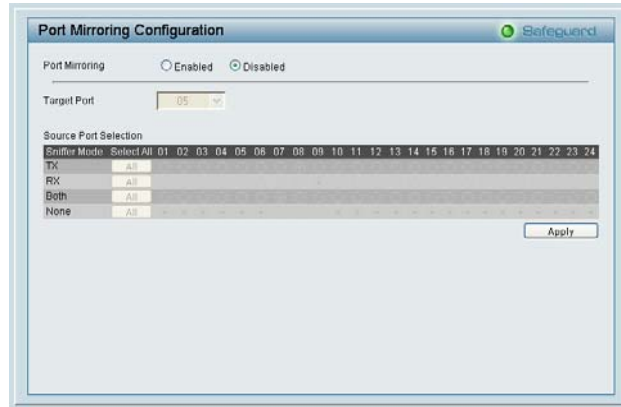 Port Mirroring Configuration
Safeguard
Port Mirroring
Enabled
Disabled
Target Port
05
Source Port Selection
Sniffer Mode Select All 01 02 03 04 05 06 07 08 09 10 11 12 13 14 15 16 17 18 19 20 21 22 23 24
TX All
RX All
Both All
None All
Apply